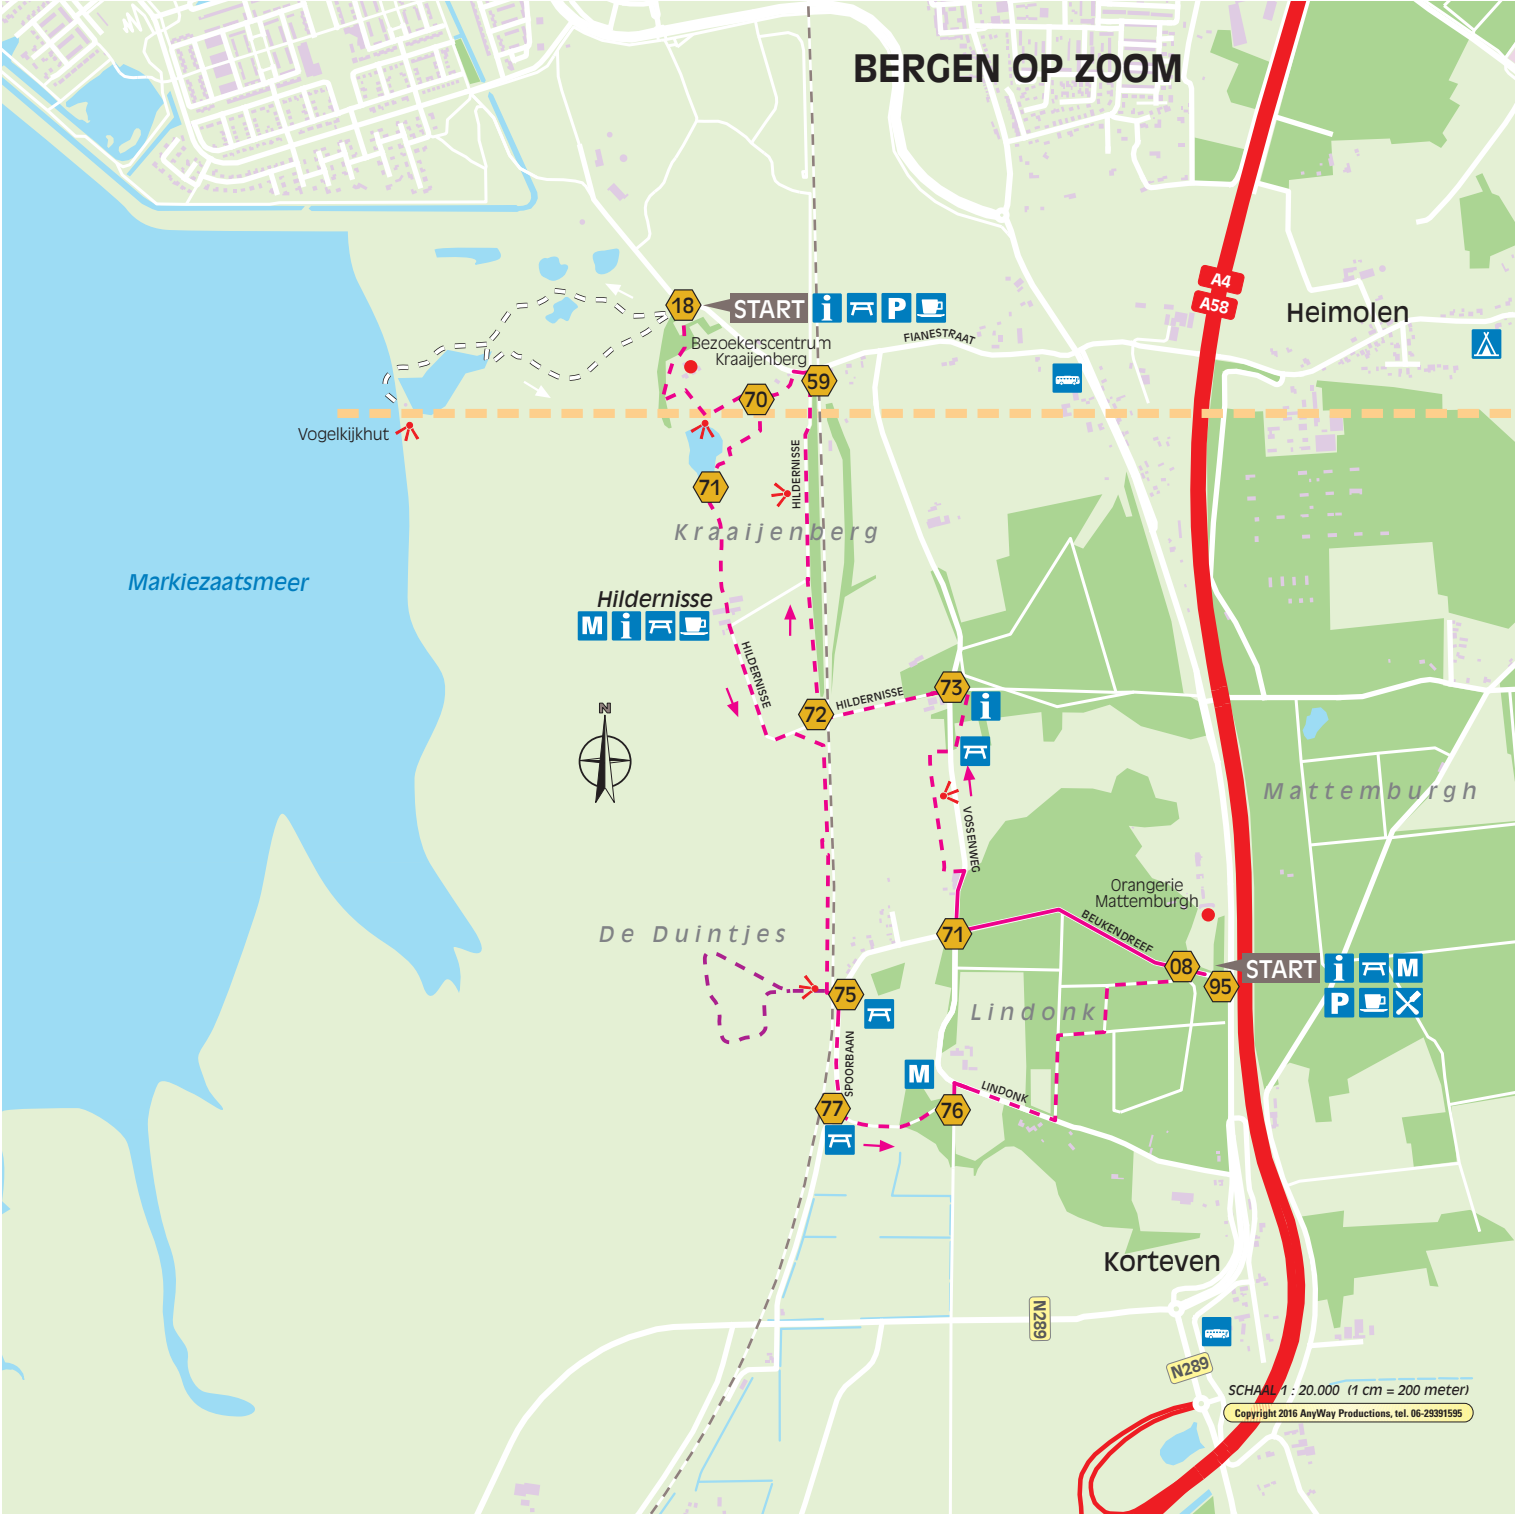 BERGEN OP ZOOM
A4
A58
Heimolen
18
START
i
P
Bezoekerscentrum
Kraaijenberg
FIANESTRAAT
59
70
Vogelkijkhut
71
HILDERNISSE
Kraaijenberg
Markiezaatsmeer
Hildernisse
M
i
HILDERNISSE
HILDERNISSE
72
73
i
N
Mattemburgh
VOSSENWEG
Orangerie
Mattemburgh
BEUKENDREEF
De Duintjes
71
08
START
i
M
95
P
75
Lindonk
SPOORBAAN
M
LINDONK
77
76
Korteven
N289
N289
SCHAAL 1 : 20.000 (1 cm = 200 meter)
Copyright 2016 AnyWay Productions, tel. 06-29391595